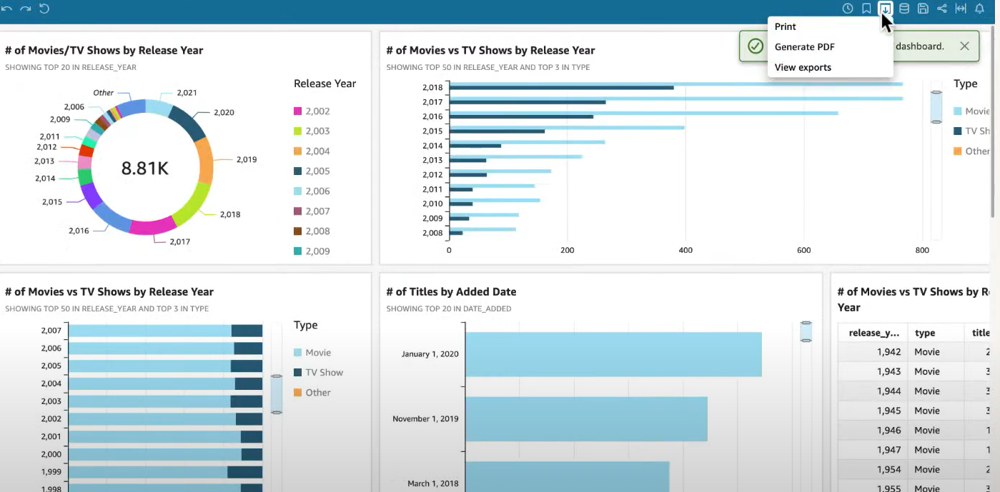 Print
Generate PDF
View exports
dashboard.
# of Movies/TV Shows by Release Year
SHOWING TOP 20 IN RELEASE_YEAR
Release Year
Other
2,021
2,020
2,019
2,018
2,017
2,016
2,015
2,014
2,013
2,012
2,011
2,009
2,006
8.81K
2,002
2,003
2,004
2,005
2,006
2,007
2,008
2,009
# of Movies vs TV Shows by Release Year
SHOWING TOP 50 IN RELEASE_YEAR AND TOP 3 IN TYPE
2,018
2,017
2,016
2,015
2,014
2,013
2,012
2,011
2,010
2,009
2,008
0 200 400 600 800
Type
Movie
TV Sh
Other
# of Movies vs TV Shows by Release Year
SHOWING TOP 50 IN RELEASE_YEAR AND TOP 3 IN TYPE
2,007
2,006
2,005
2,004
2,003
2,002
2,001
2,000
1,999
1,998
Type
Movie
TV Show
Other
# of Titles by Added Date
SHOWING TOP 20 IN DATE_ADDED
January 1, 2020
November 1, 2019
March 1, 2018
# of Movies vs TV Shows by R
Year
release_y... type title
1,942 Movie
1,943 Movie
1,944 Movie
1,945 Movie
1,946 Movie
1,947 Movie
1,954 Movie
1,955 Movie